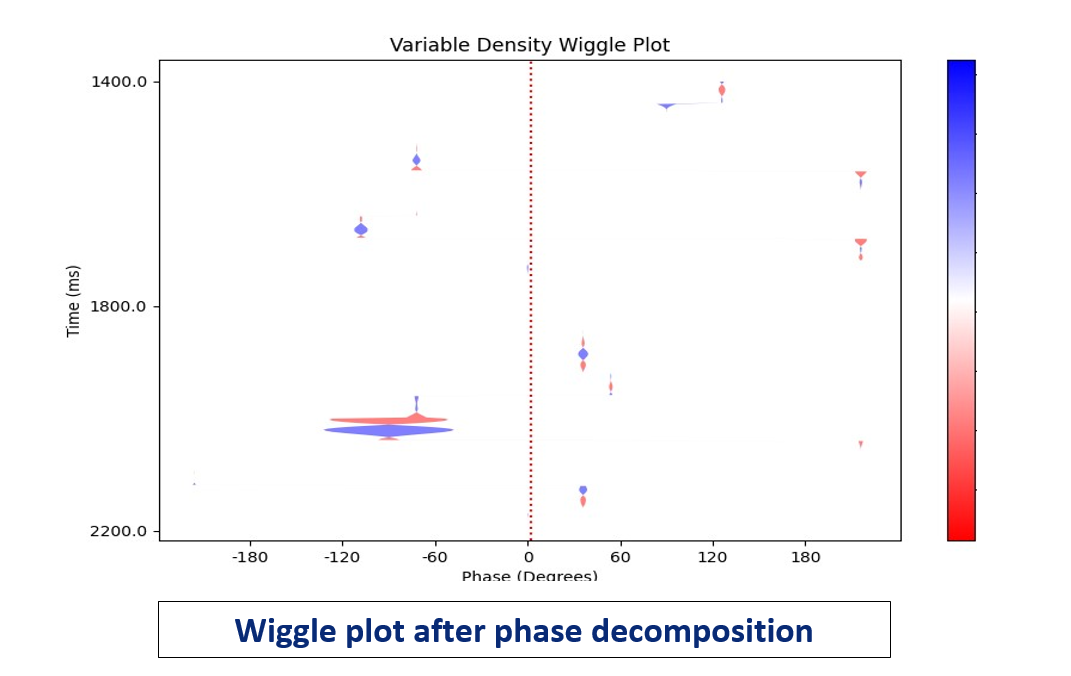 Variable Density Wiggle Plot
1400.0
1800.0
2200.0
Time (ms)
-180 -120 -60 0 60 120 180
Phase (Degrees)
Wiggle plot after phase decomposition